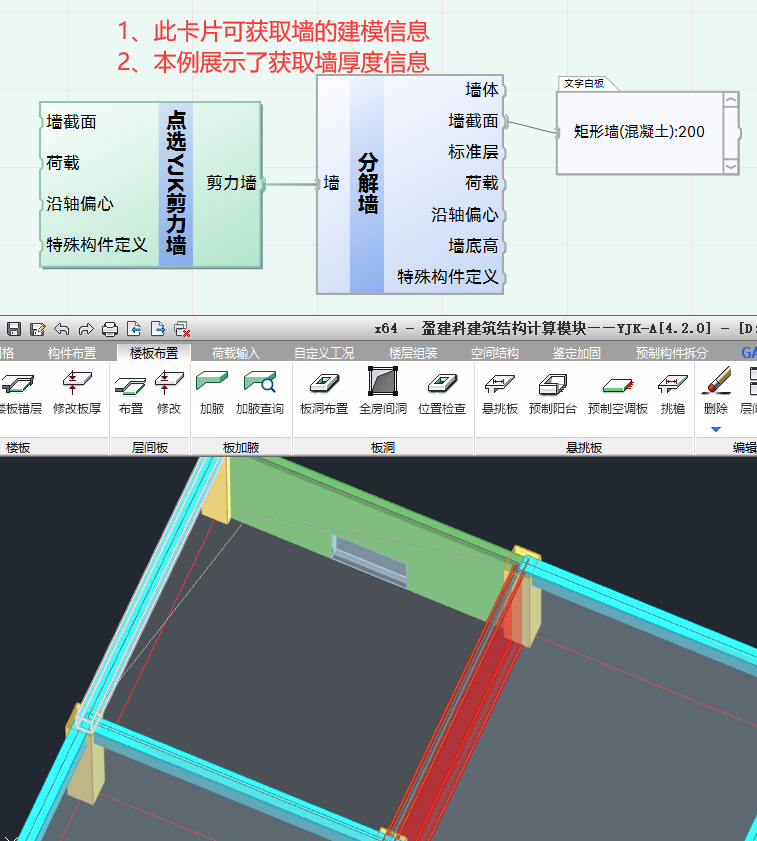 1、此卡片可获取墙的建模信息
2、本例展示了获取墙厚度信息
墙截面
荷载
沿轴偏心
特殊构件定义
点选YJK剪力墙
剪力墙
墙
分解墙
墙体
墙截面
标准层
荷载
沿轴偏心
墙底高
特殊构件定义
文字白板
矩形墙(混凝土):200
x64 - 盈建科建筑结构计算模块--YJK-A[4.2.0] - [D:
格 构件布置 楼板布置 荷载输入 自定义工况 楼层组装 空间结构 鉴定加固 预制构件拆分 GA
楼板错层 修改板厚 布置 修改 加腋 加腋查询 板洞布置 全房间洞 位置检查 悬挑板 预制阳台 预制空调板 挑檐 删除 层间
楼板 层间板 板加腋 板洞 悬挑板 编辑